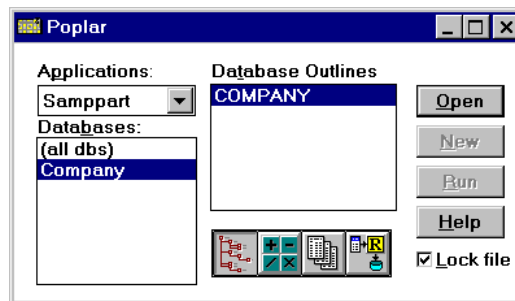 Poplar
Applications:
Samppart
Databases:
(all dbs)
Company
Database Outlines
COMPANY
Open
New
Run
Help
Lock file
R